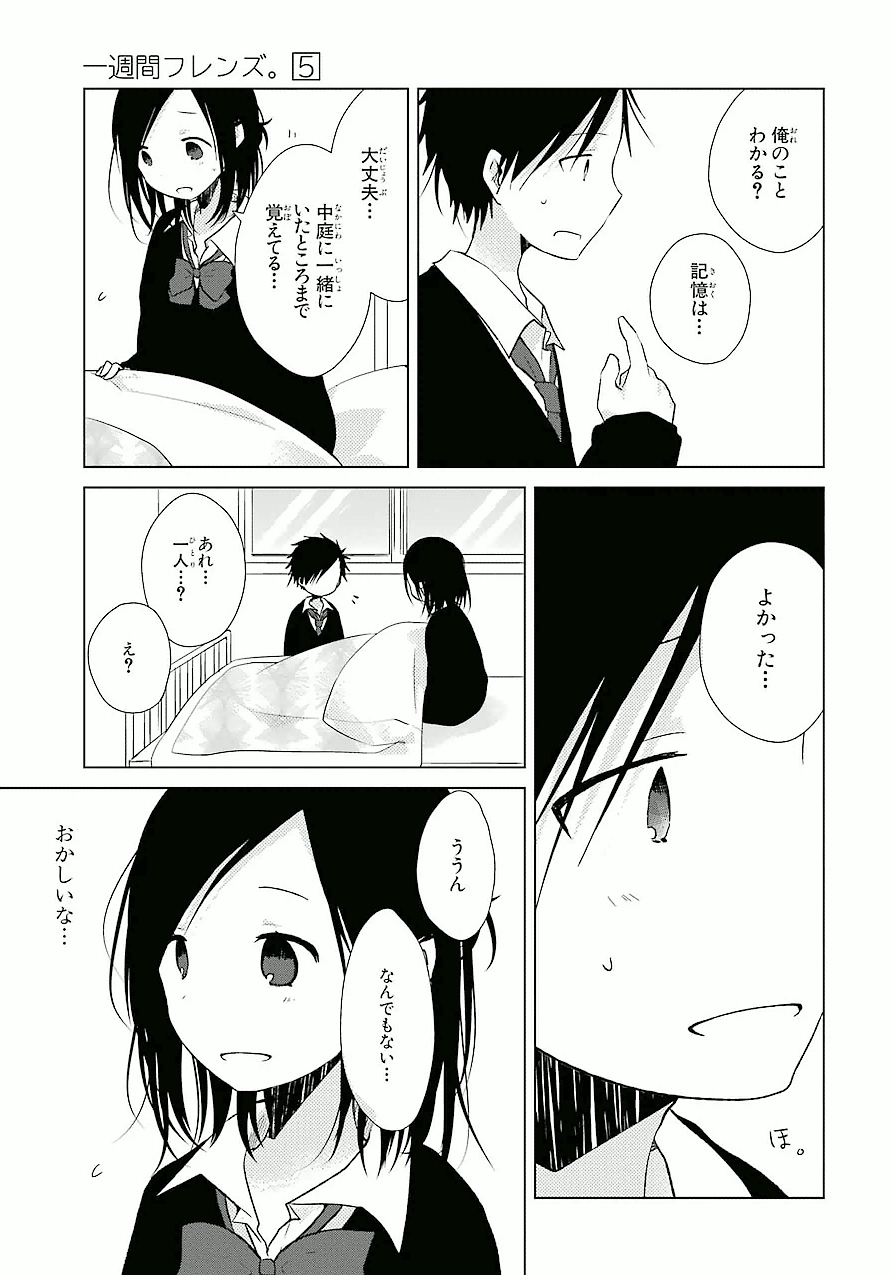 一週間フレンズ。5
俺のこと
わかる?
記憶は…
大丈夫…
中庭に一緒に
いたところまで
覚えてる…
よかった…
ほ。
あれ…
一人…?
え?
ううん
なんでもない…
おかしいな…